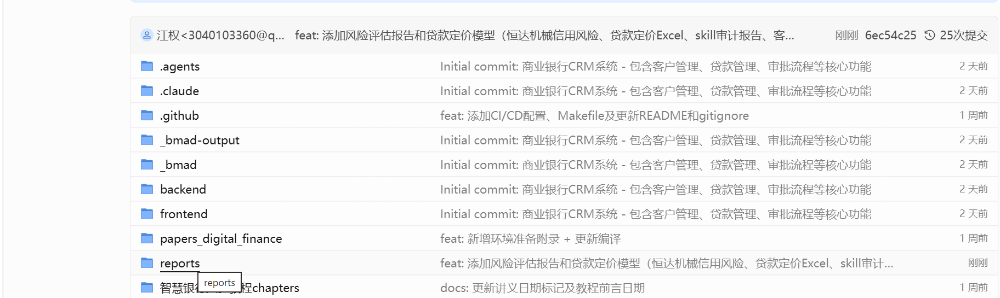 江权<3040103360@q... feat: 添加风险评估报告和贷款定价模型（恒达机械信用风险、贷款定价Excel、skill审计报告、客... 刚刚 6ec54c25 25次提交
.agents Initial commit: 商业银行CRM系统 - 包含客户管理、贷款管理、审批流程等核心功能 2 天前
.claude Initial commit: 商业银行CRM系统 - 包含客户管理、贷款管理、审批流程等核心功能 2 天前
.github feat: 添加CI/CD配置、Makefile及更新README和gitignore 1 周前
_bmad-output Initial commit: 商业银行CRM系统 - 包含客户管理、贷款管理、审批流程等核心功能 2 天前
_bmad Initial commit: 商业银行CRM系统 - 包含客户管理、贷款管理、审批流程等核心功能 2 天前
backend Initial commit: 商业银行CRM系统 - 包含客户管理、贷款管理、审批流程等核心功能 2 天前
frontend Initial commit: 商业银行CRM系统 - 包含客户管理、贷款管理、审批流程等核心功能 2 天前
papers_digital_finance feat: 新增环境准备附录 + 更新编译 1 周前
reports feat: 添加风险评估报告和贷款定价模型（恒达机械信用风险、贷款定价Excel、skill审计... 刚刚
reports
智慧银 程chapters docs: 更新讲义日期标记及教程前言日期 1 周前